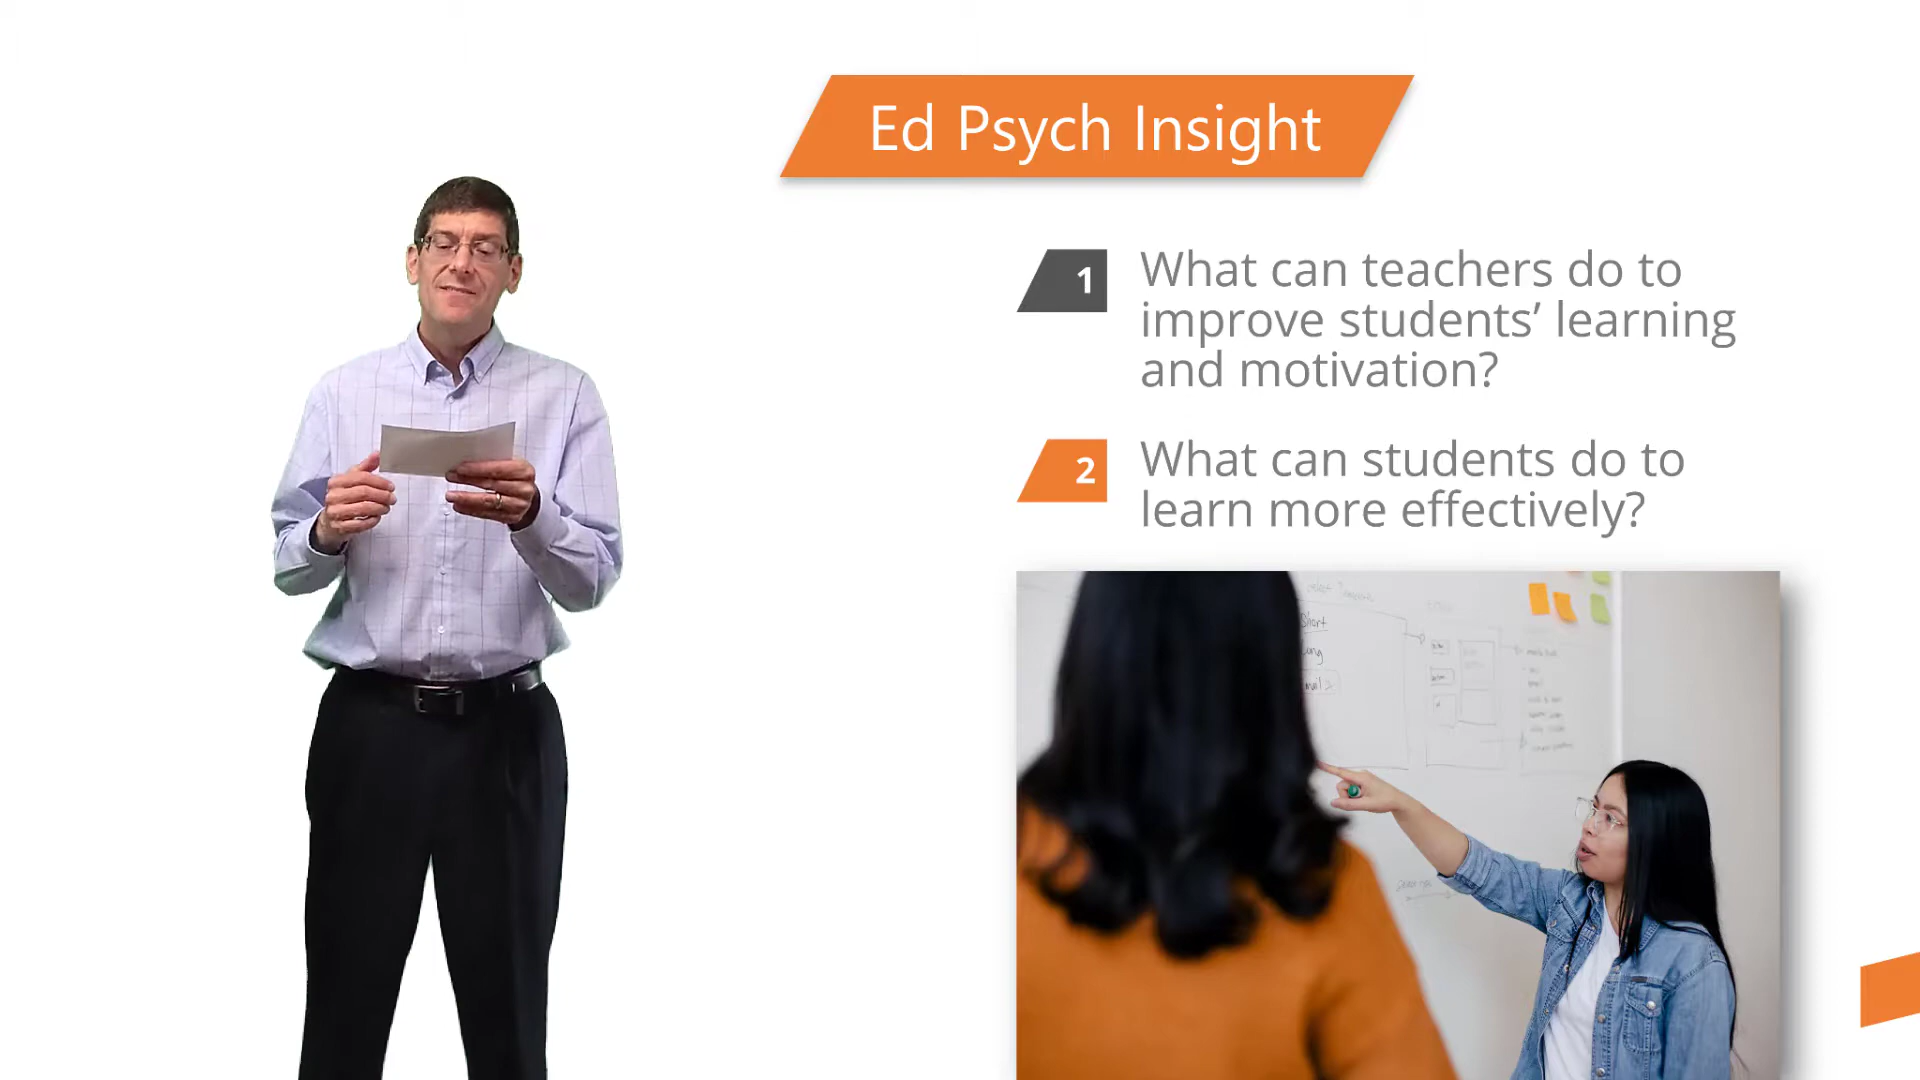 Ed Psych Insight
1
What can teachers do to
improve students’ learning
and motivation?
2
What can students do to
learn more effectively?
Short